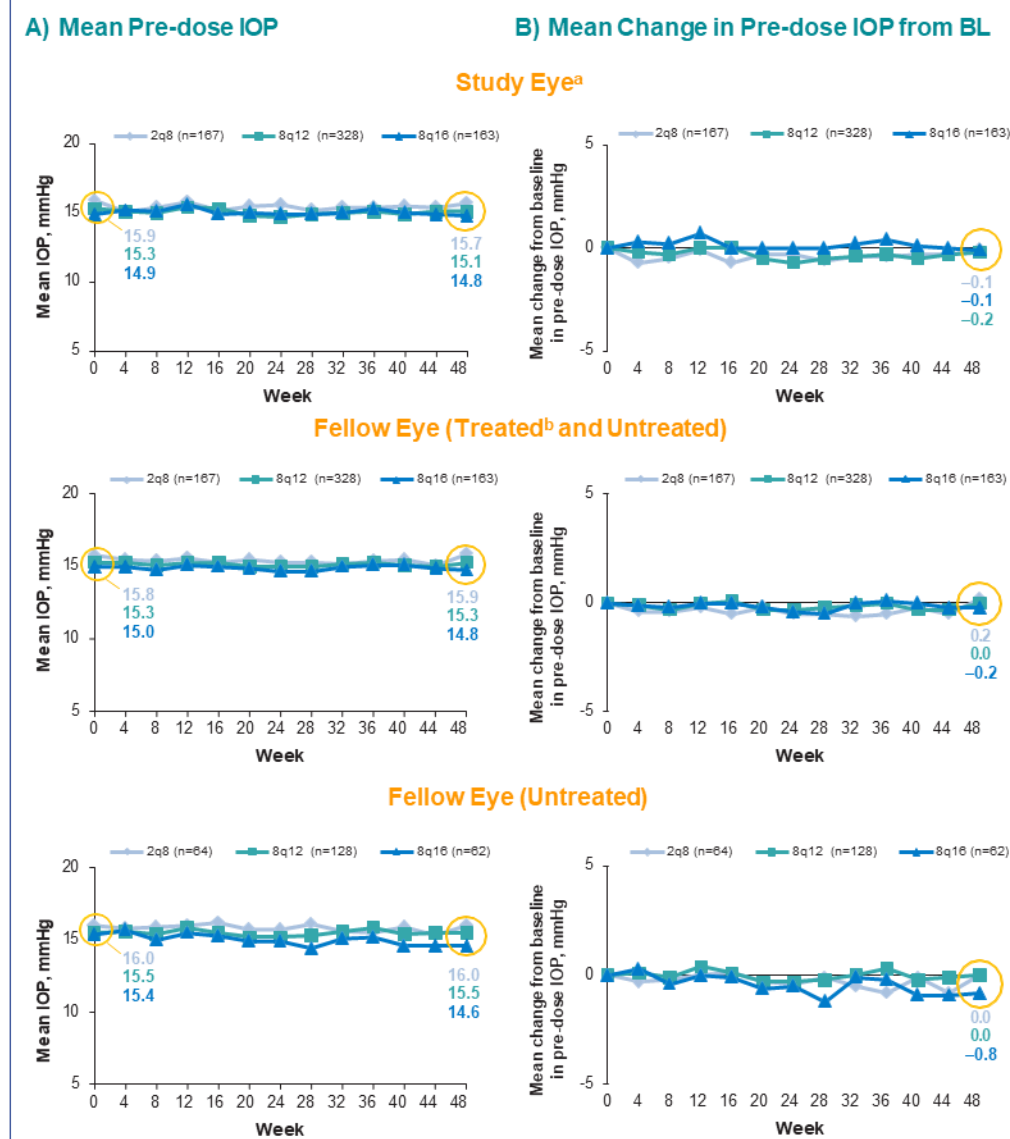 A) Mean Pre-dose IOP
B) Mean Change in Pre-dose IOP from BL
Study Eyeᵃ
2q8 (n=167) 8q12 (n=328) 8q16 (n=163)
Mean IOP, mmHg
20
15
10
5
15.9
15.3
14.9
15.7
15.1
14.8
0 4 8 12 16 20 24 28 32 36 40 44 48
Week
2q8 (n=167) 8q12 (n=328) 8q16 (n=163)
Mean change from baseline
in pre-dose IOP, mmHg
5
0
-5
–0.1
–0.1
–0.2
0 4 8 12 16 20 24 28 32 36 40 44 48
Week
Fellow Eye (Treatedᵇ and Untreated)
2q8 (n=167) 8q12 (n=328) 8q16 (n=163)
Mean IOP, mmHg
20
15
10
5
15.8
15.3
15.0
15.9
15.3
14.8
0 4 8 12 16 20 24 28 32 36 40 44 48
Week
2q8 (n=167) 8q12 (n=328) 8q16 (n=163)
Mean change from baseline
in pre-dose IOP, mmHg
5
0
-5
0.2
0.0
–0.2
0 4 8 12 16 20 24 28 32 36 40 44 48
Week
Fellow Eye (Untreated)
2q8 (n=64) 8q12 (n=128) 8q16 (n=62)
Mean IOP, mmHg
20
15
10
5
16.0
15.5
15.4
16.0
15.5
14.6
0 4 8 12 16 20 24 28 32 36 40 44 48
Week
2q8 (n=64) 8q12 (n=128) 8q16 (n=62)
Mean change from baseline
in pre-dose IOP, mmHg
5
0
-5
0.0
0.0
–0.8
0 4 8 12 16 20 24 28 32 36 40 44 48
Week